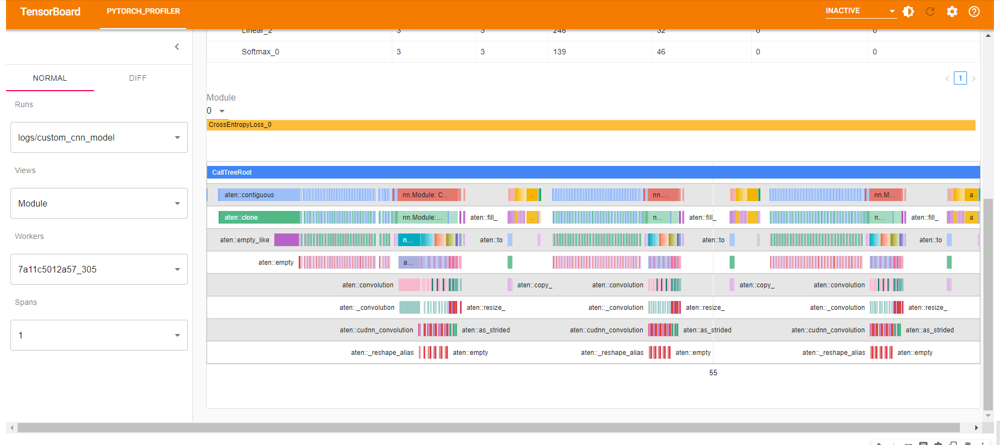 TensorBoard PYTORCH_PROFILER INACTIVE
Linear_2 3 3 248 32 0 0
Softmax_0 3 3 139 46 0 0
1
NORMAL DIFF
Runs
logs/custom_cnn_model
Views
Module
Workers
7a11c5012a57_305
Spans
1
Module
0
CrossEntropyLoss_0
CallTreeRoot
aten::contiguous nn.Module: C... . nn.... nn.M... a
aten::clone nn.Module:... aten::fill_ . n... aten::fill_ n... aten::fill_ a
aten::empty_like n... aten::to aten::to aten::to
aten::empty a...
aten::convolution aten::copy_ aten::convolution aten::copy_ aten::convolution
aten::_convolution aten::resize_ aten::_convolution aten::resize_ aten::_convolution aten::resize_
aten::cudnn_convolution aten::as_strided aten::cudnn_convolution aten::as_strided aten::cudnn_convolution aten::as_strided
aten::_reshape_alias aten::empty aten::_reshape_alias aten::empty aten::_reshape_alias aten::empty
55